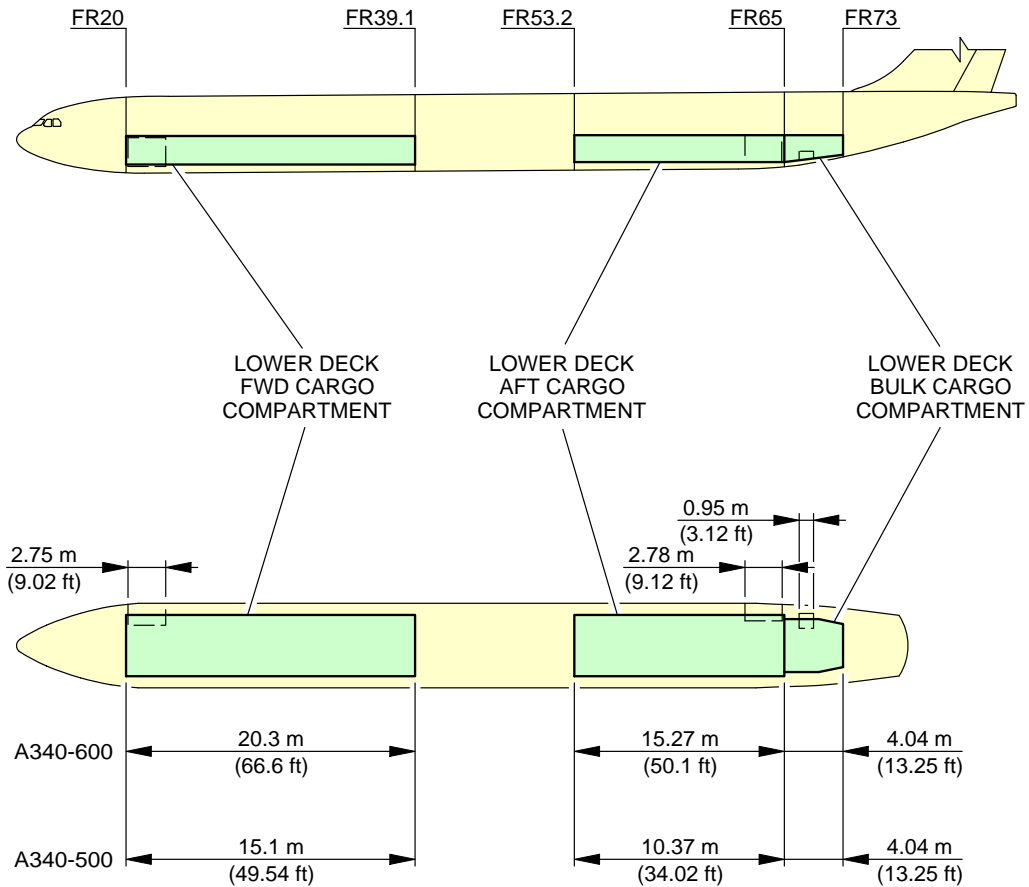 FR20
FR39.1
FR53.2
FR65
FR73
LOWER DECK
FWD CARGO
COMPARTMENT
LOWER DECK
AFT CARGO
COMPARTMENT
LOWER DECK
BULK CARGO
COMPARTMENT
0.95 m
(3.12 ft)
2.75 m
(9.02 ft)
2.78 m
(9.12 ft)
A340-600
20.3 m
(66.6 ft)
15.27 m
(50.1 ft)
4.04 m
(13.25 ft)
A340-500
15.1 m
(49.54 ft)
10.37 m
(34.02 ft)
4.04 m
(13.25 ft)